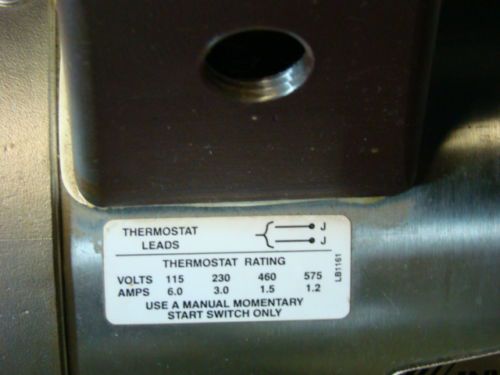 THERMOSTAT J
LEADS J
THERMOSTAT RATING
VOLTS 115 230 460 575
AMPS 6.0 3.0 1.5 1.2
USE A MANUAL MOMENTARY
START SWITCH ONLY
LB1161